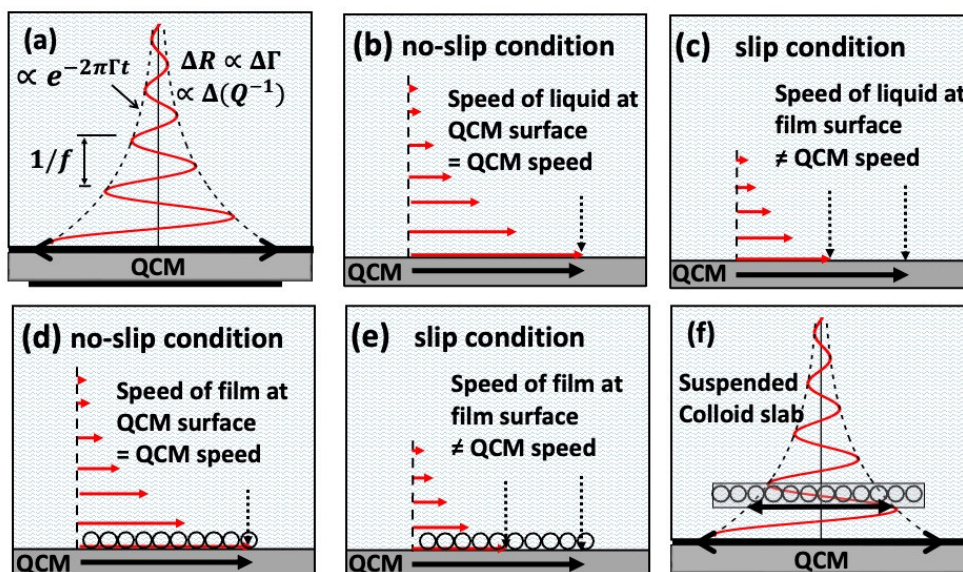 (a)
∝ e^{-2πΓt}
ΔR ∝ ΔΓ
∝ Δ(Q^{-1})
1/f
QCM
(b)
no-slip condition
Speed of liquid at
QCM surface
= QCM speed
QCM
(c)
slip condition
Speed of liquid at
film surface
≠ QCM speed
QCM
(d)
no-slip condition
Speed of film at
QCM surface
= QCM speed
QCM
(e)
slip condition
Speed of film at
film surface
≠ QCM speed
QCM
(f)
Suspended
Colloid slab
QCM